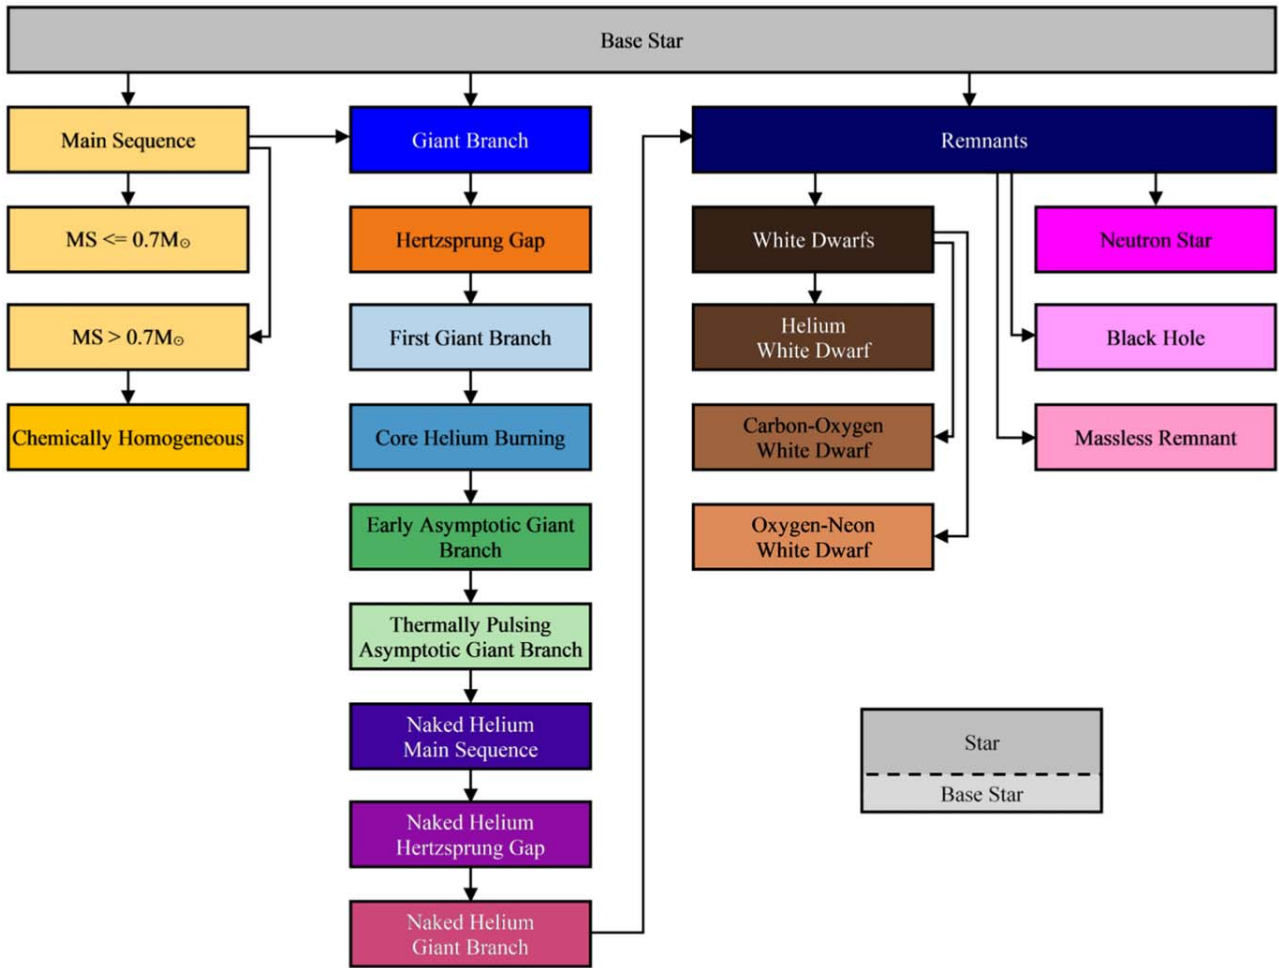 Base Star
Main Sequence
Giant Branch
Remnants
MS <= 0.7M☉
Hertzsprung Gap
White Dwarfs
Neutron Star
MS > 0.7M☉
First Giant Branch
Helium
White Dwarf
Black Hole
Chemically Homogeneous
Core Helium Burning
Carbon-Oxygen
White Dwarf
Massless Remnant
Early Asymptotic Giant
Branch
Oxygen-Neon
White Dwarf
Thermally Pulsing
Asymptotic Giant Branch
Naked Helium
Main Sequence
Star
Base Star
Naked Helium
Hertzsprung Gap
Naked Helium
Giant Branch